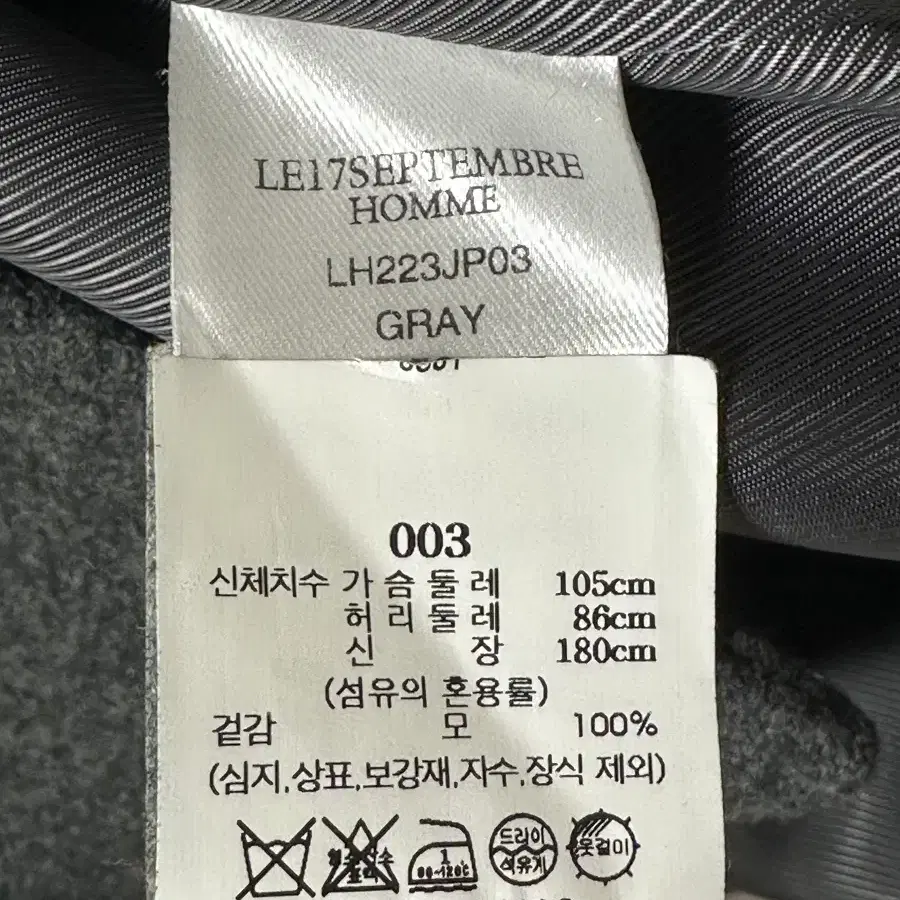 LE17SEPTEMBRE
HOMME
LH223JP03
GRAY
003
신체치수 가슴둘레 105cm
허리둘레 86cm
신장 180cm
(섬유의 혼용률)
겉감 모 100%
(심지,상표,보강재,자수,장식 제외)
드라이
석유계
옷걸이